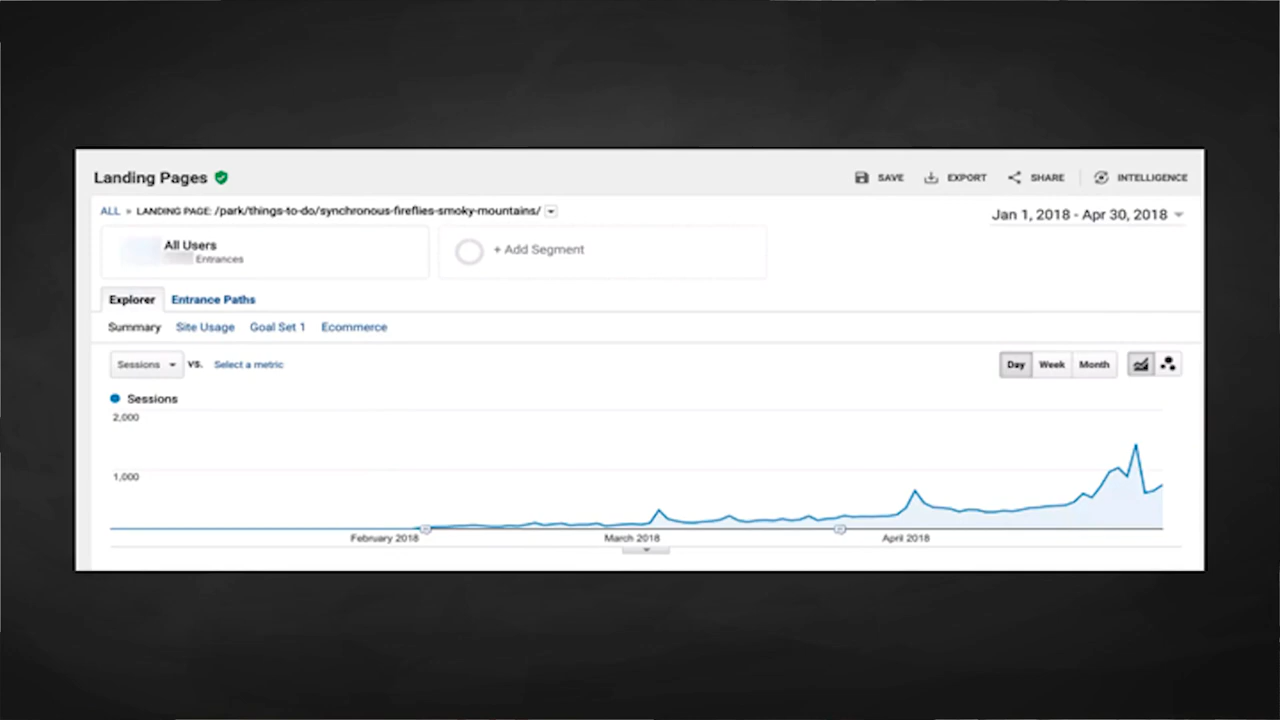 Landing Pages
SAVE EXPORT SHARE INTELLIGENCE
ALL » LANDING PAGE: /park/things-to-do/synchronous-fireflies-smoky-mountains/
Jan 1, 2018 - Apr 30, 2018
All Users
Entrances
+ Add Segment
Explorer Entrance Paths
Summary Site Usage Goal Set 1 Ecommerce
Sessions VS. Select a metric
Day Week Month
Sessions
2,000
1,000
February 2018 March 2018 April 2018